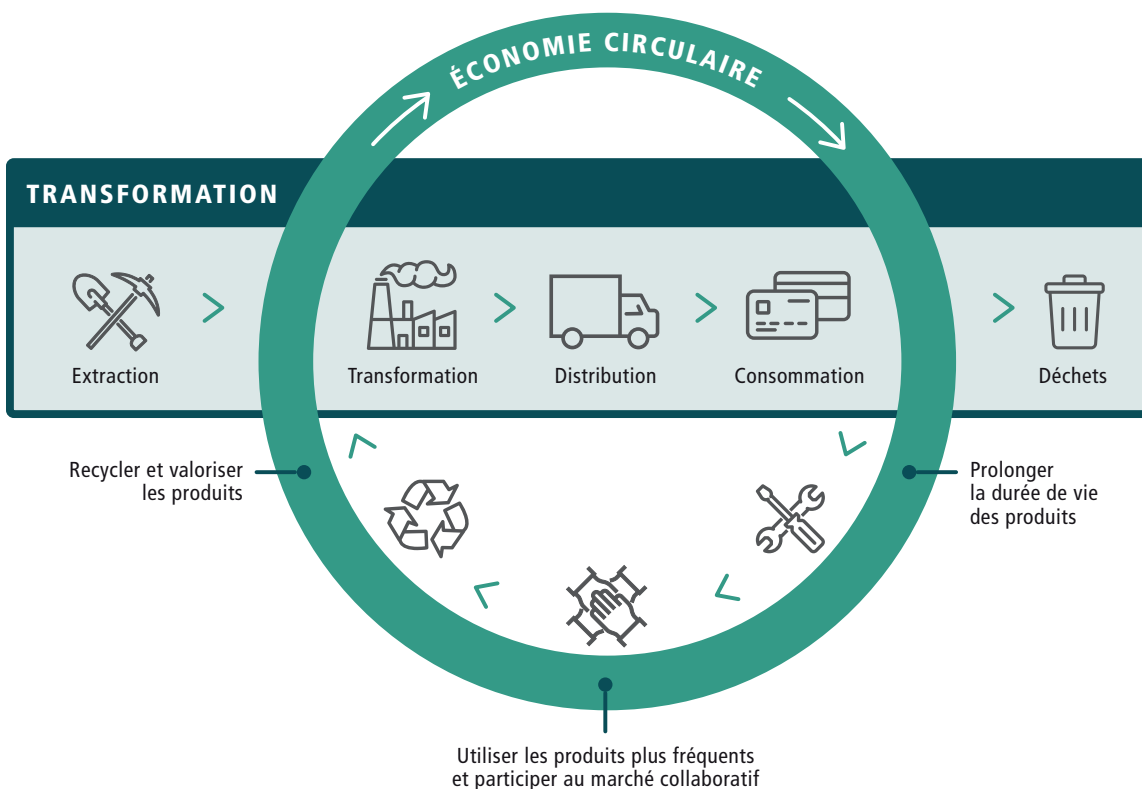 ÉCONOMIE CIRCULAIRE
TRANSFORMATION
Extraction
Transformation
Distribution
Consommation
Déchets
Recycler et valoriser
les produits
Prolonger
la durée de vie
des produits
Utiliser les produits plus fréquents
et participer au marché collaboratif